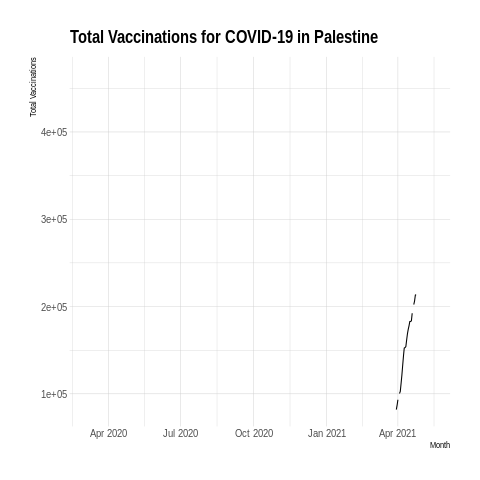 Total Vaccinations for COVID-19 in Palestine
Total Vaccinations
4e+05
3e+05
2e+05
1e+05
Apr 2020 Jul 2020 Oct 2020 Jan 2021 Apr 2021
Month